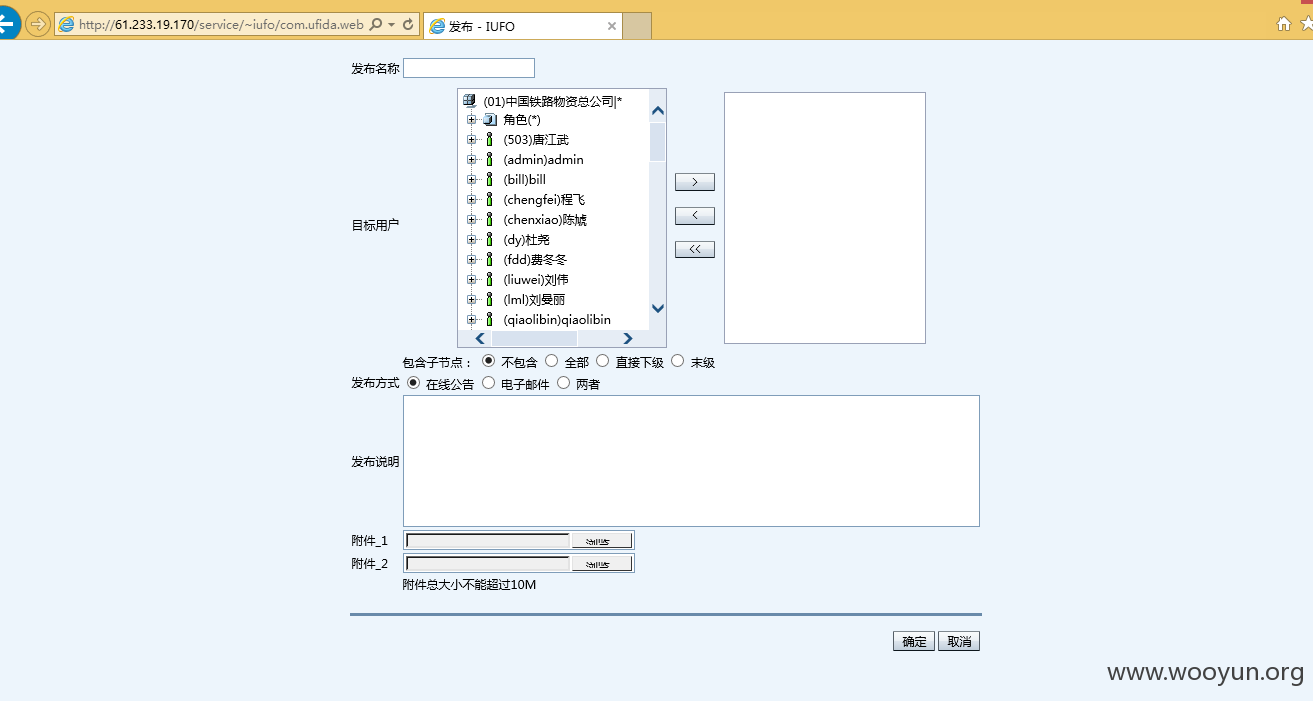 http://61.233.19.170/service/~iufo/com.ufida.web
发布 - IUFO
发布名称
目标用户
(01)中国铁路物资总公司|*
角色(*)
(503)唐江武
(admin)admin
(bill)bill
(chengfei)程飞
(chenxiao)陈虓
(dy)杜尧
(fdd)费冬冬
(liuwei)刘伟
(lml)刘曼丽
(qiaolibin)qiaolibin
>
<
<<
包含子节点： 不包含 全部 直接下级 末级
发布方式 在线公告 电子邮件 两者
发布说明
附件_1 浏览
附件_2 浏览
附件总大小不能超过10M
确定 取消
www.wooyun.org